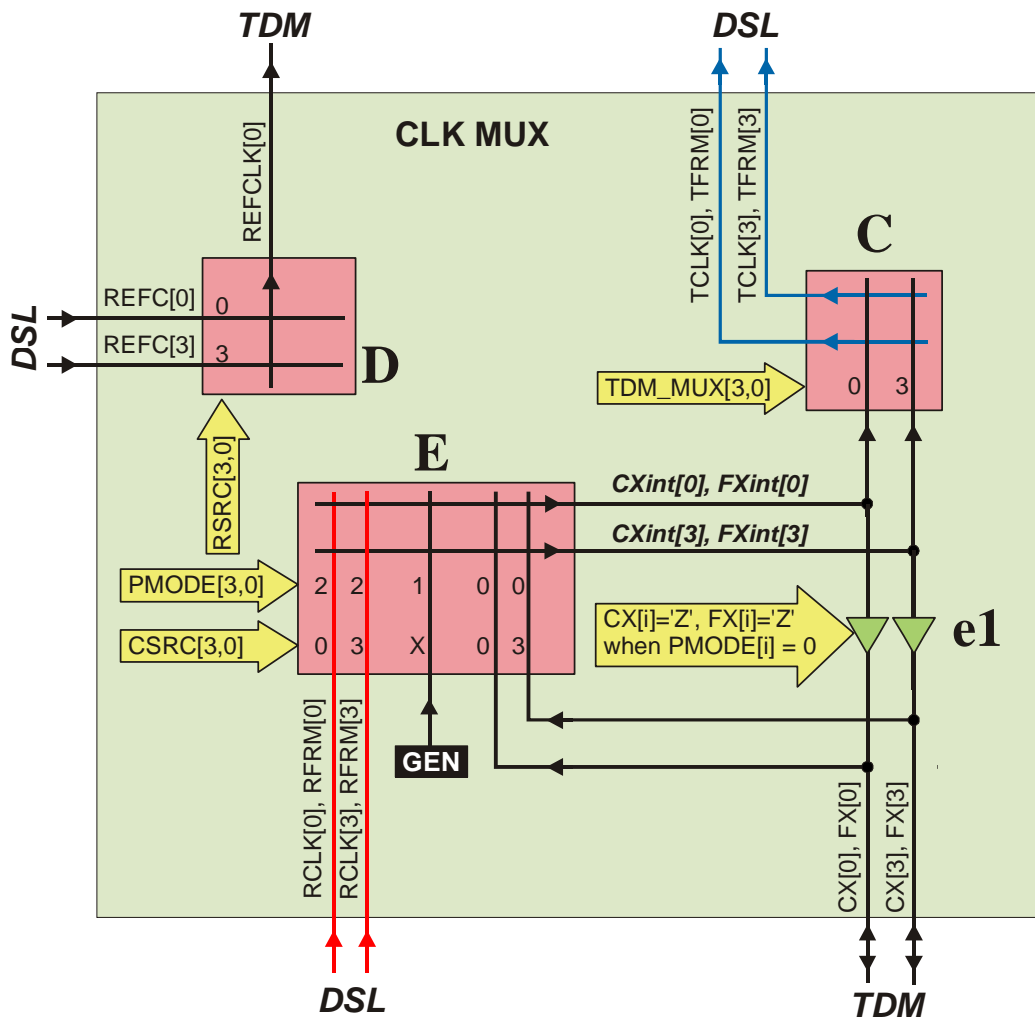 TDM
DSL
CLK MUX
REFCLK[0]
TCLK[0], TFRM[0]
TCLK[3], TFRM[3]
C
DSL
REFC[0]
0
REFC[3]
3
D
TDM_MUX[3,0]
0 3
RSRC[3,0]
E
CXint[0], FXint[0]
CXint[3], FXint[3]
PMODE[3,0]
2 2 1 0 0
CSRC[3,0]
0 3 X 0 3
CX[i]='Z', FX[i]='Z'
when PMODE[i] = 0
e1
GEN
RCLK[0], RFRM[0]
RCLK[3], RFRM[3]
CX[0], FX[0]
CX[3], FX[3]
DSL
TDM